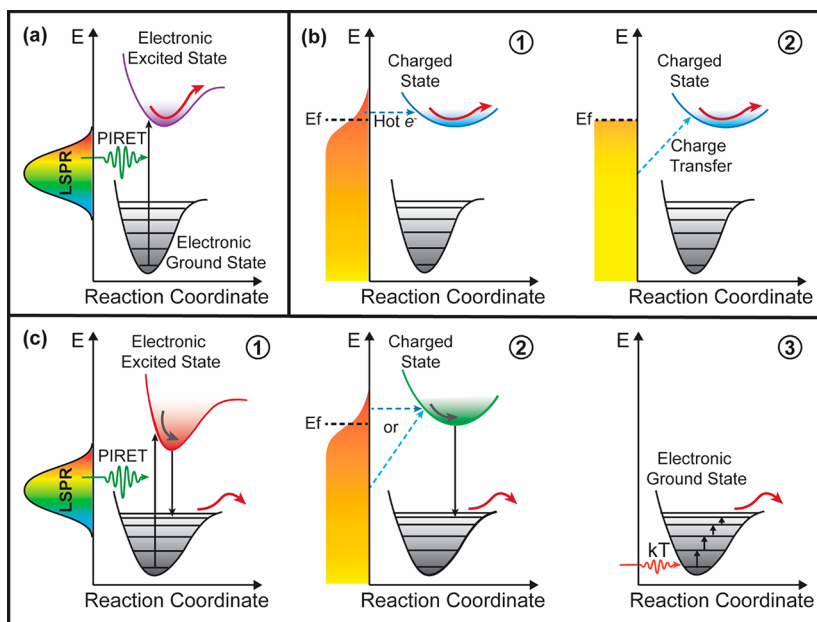 (a)
E
Electronic
Excited State
LSPR
PIRET
Electronic
Ground State
Reaction Coordinate
(b)
E
Charged
State
①
Ef
Hot e-
Reaction Coordinate
E
Charged
State
②
Ef
Charge
Transfer
Reaction Coordinate
(c)
E
Electronic
Excited State
①
LSPR
PIRET
Reaction Coordinate
E
Charged
State
②
Ef
or
Reaction Coordinate
E
③
Electronic
Ground State
kT
Reaction Coordinate